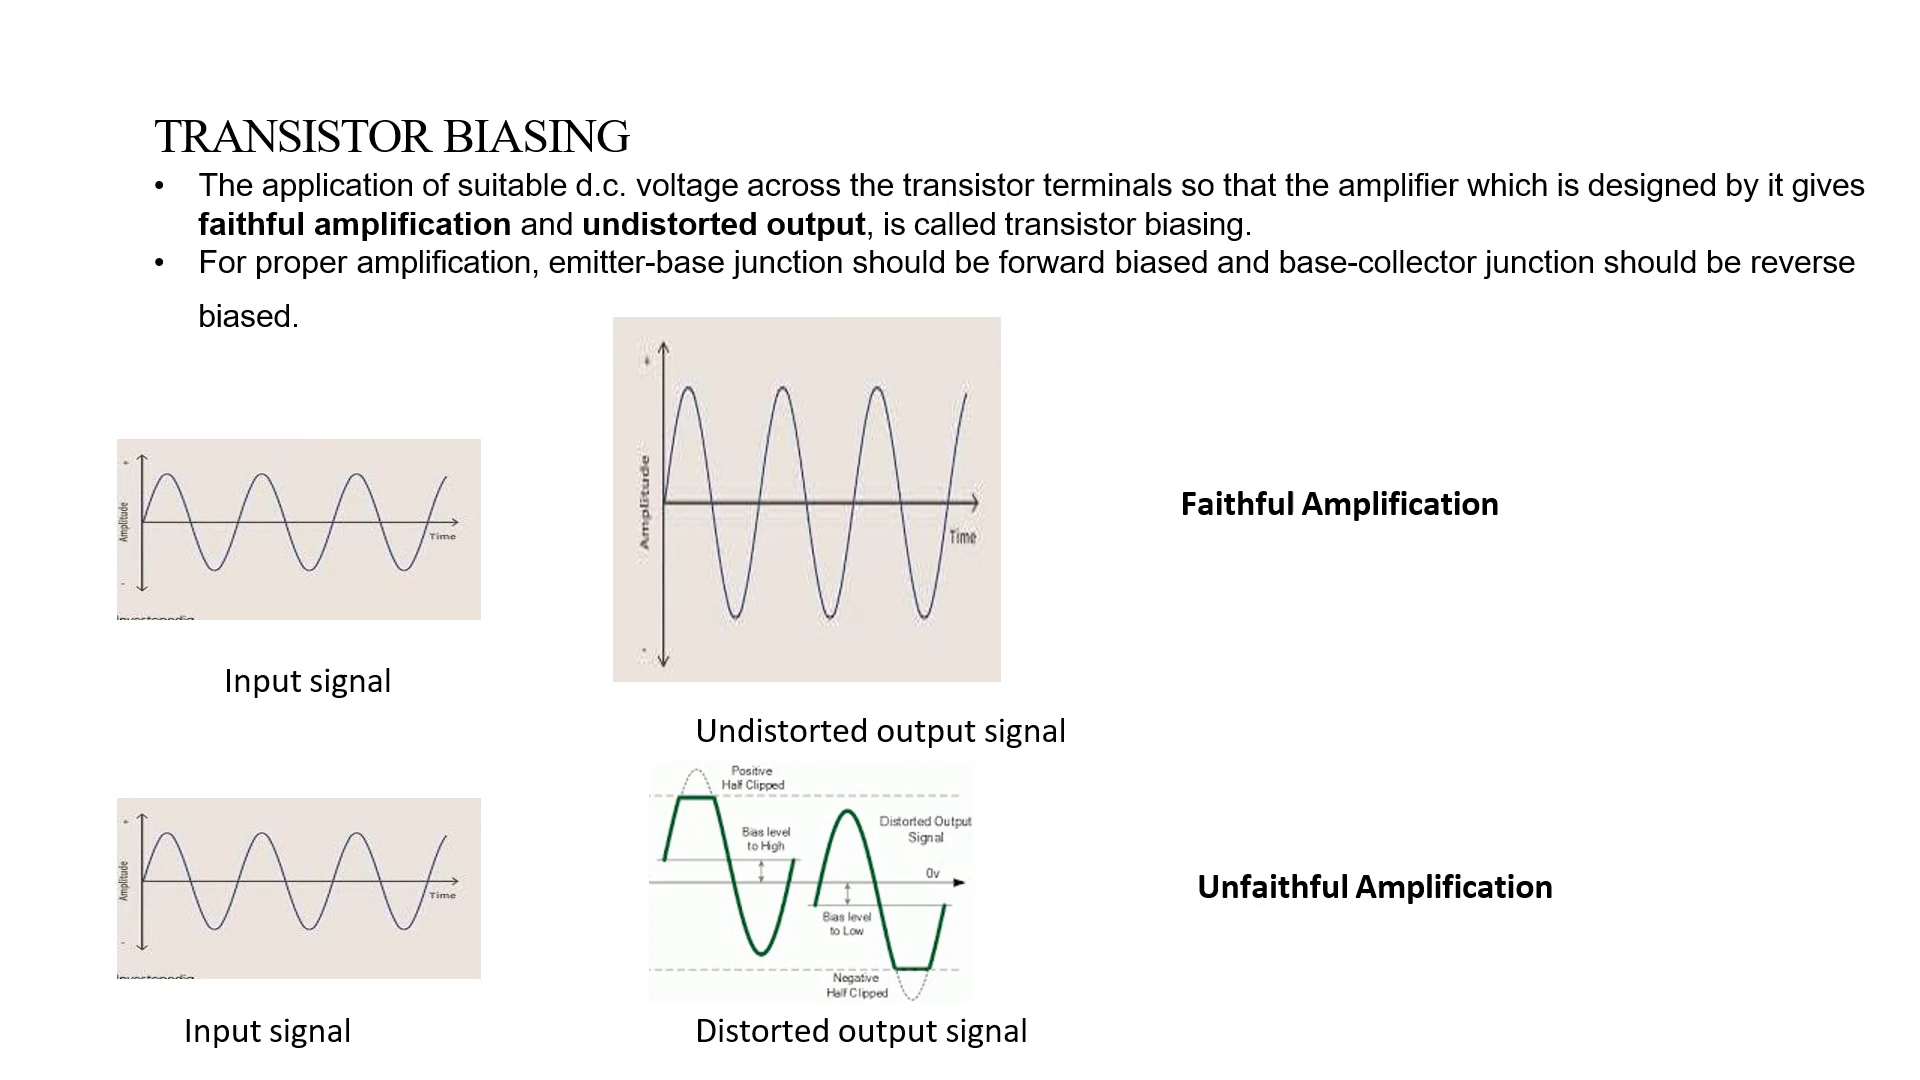 TRANSISTOR BIASING
• The application of suitable d.c. voltage across the transistor terminals so that the amplifier which is designed by it gives
faithful amplification and undistorted output, is called transistor biasing.
• For proper amplification, emitter-base junction should be forward biased and base-collector junction should be reverse
biased.
+
Amplitude
Time
-
Input signal
+
Amplitude
Time
-
Undistorted output signal
Faithful Amplification
+
Amplitude
Time
-
Input signal
Positive
Half Clipped
Bias level
to High
Distorted Output
Signal
0v
Bias level
to Low
Negative
Half Clipped
Distorted output signal
Unfaithful Amplification